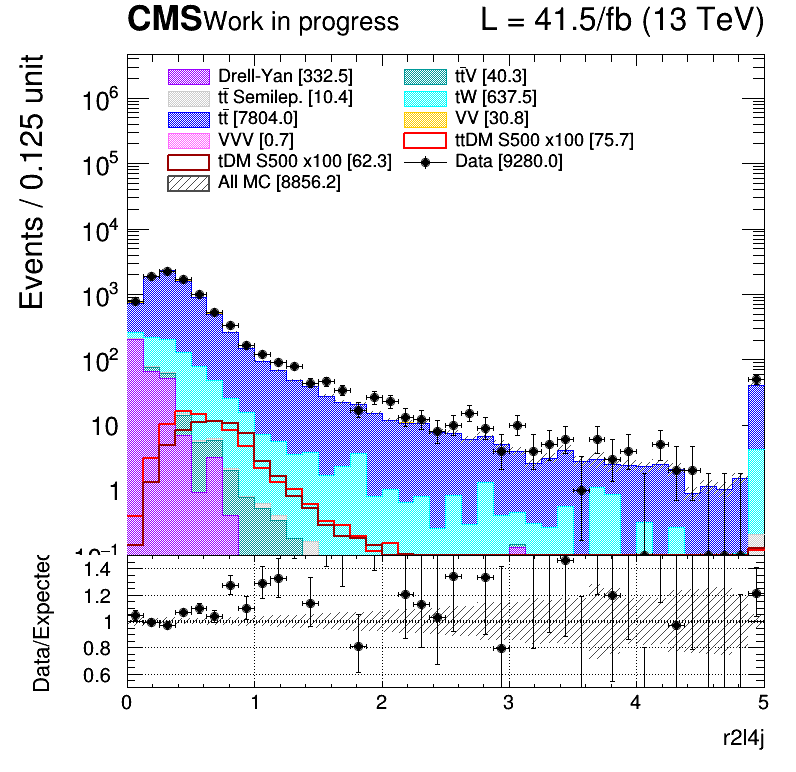 CMS Work in progress L = 41.5/fb (13 TeV)
Drell-Yan [332.5] tt̄V [40.3]
tt̄ Semilep. [10.4] tW [637.5]
tt̄ [7804.0] VV [30.8]
VVV [0.7] ttDM S500 x100 [75.7]
tDM S500 x100 [62.3] Data [9280.0]
All MC [8856.2]
Events / 0.125 unit
10⁶
10⁵
10⁴
10³
10²
10
1
10⁻¹
Data/Expected
1.4
1.2
1
0.8
0.6
0 1 2 3 4 5
r2l4j